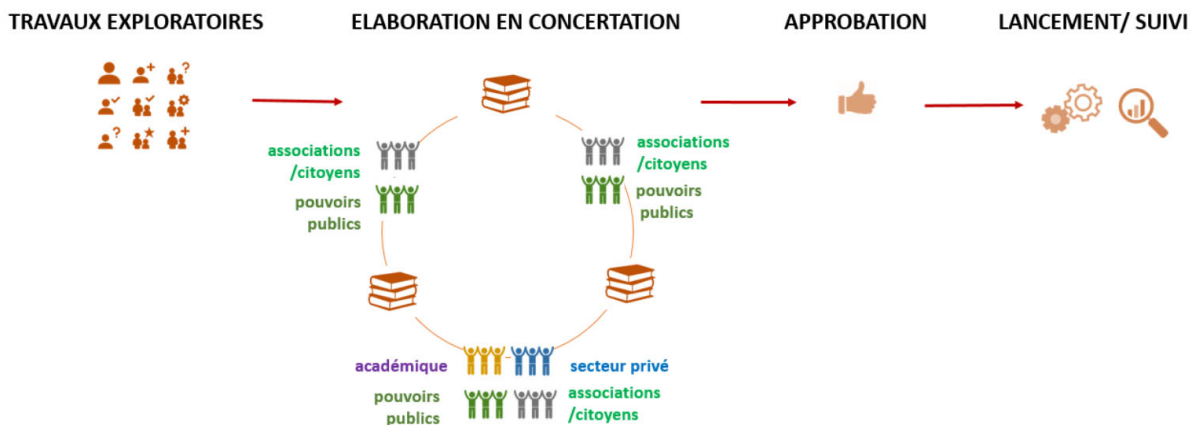 TRAVAUX EXPLORATOIRES
ELABORATION EN CONCERTATION
APPROBATION
LANCEMENT/ SUIVI
associations
/citoyens
pouvoirs
publics
associations
/citoyens
pouvoirs
publics
académique
secteur privé
pouvoirs
publics
associations
/citoyens